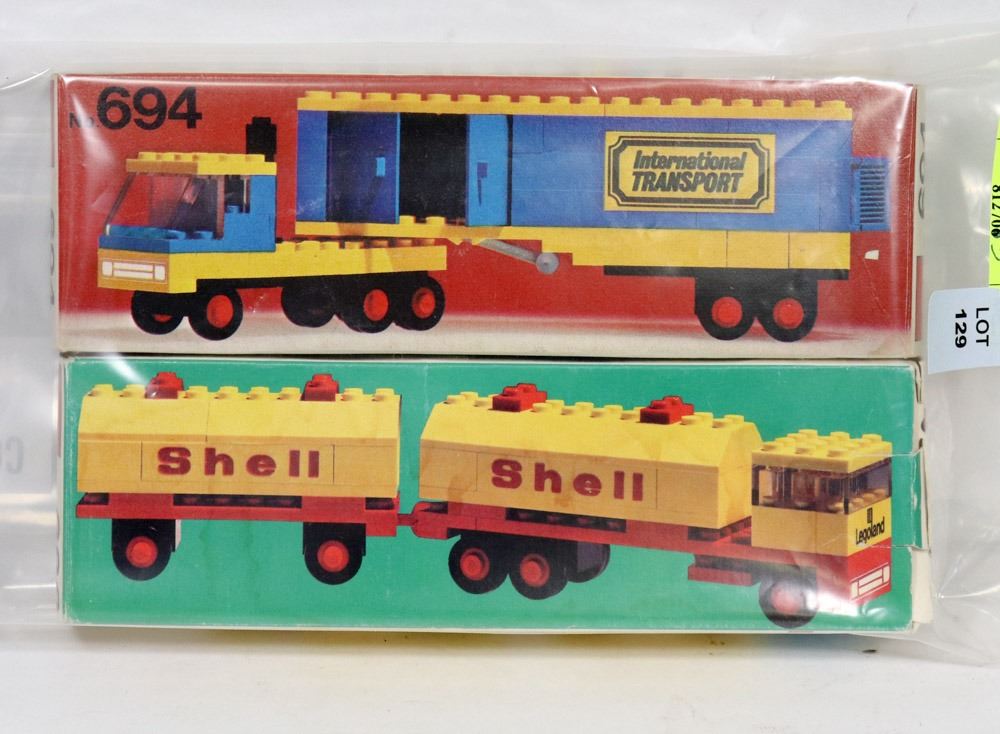 No. 694
International
TRANSPORT
Shell
Shell
Legoland
LOT
129